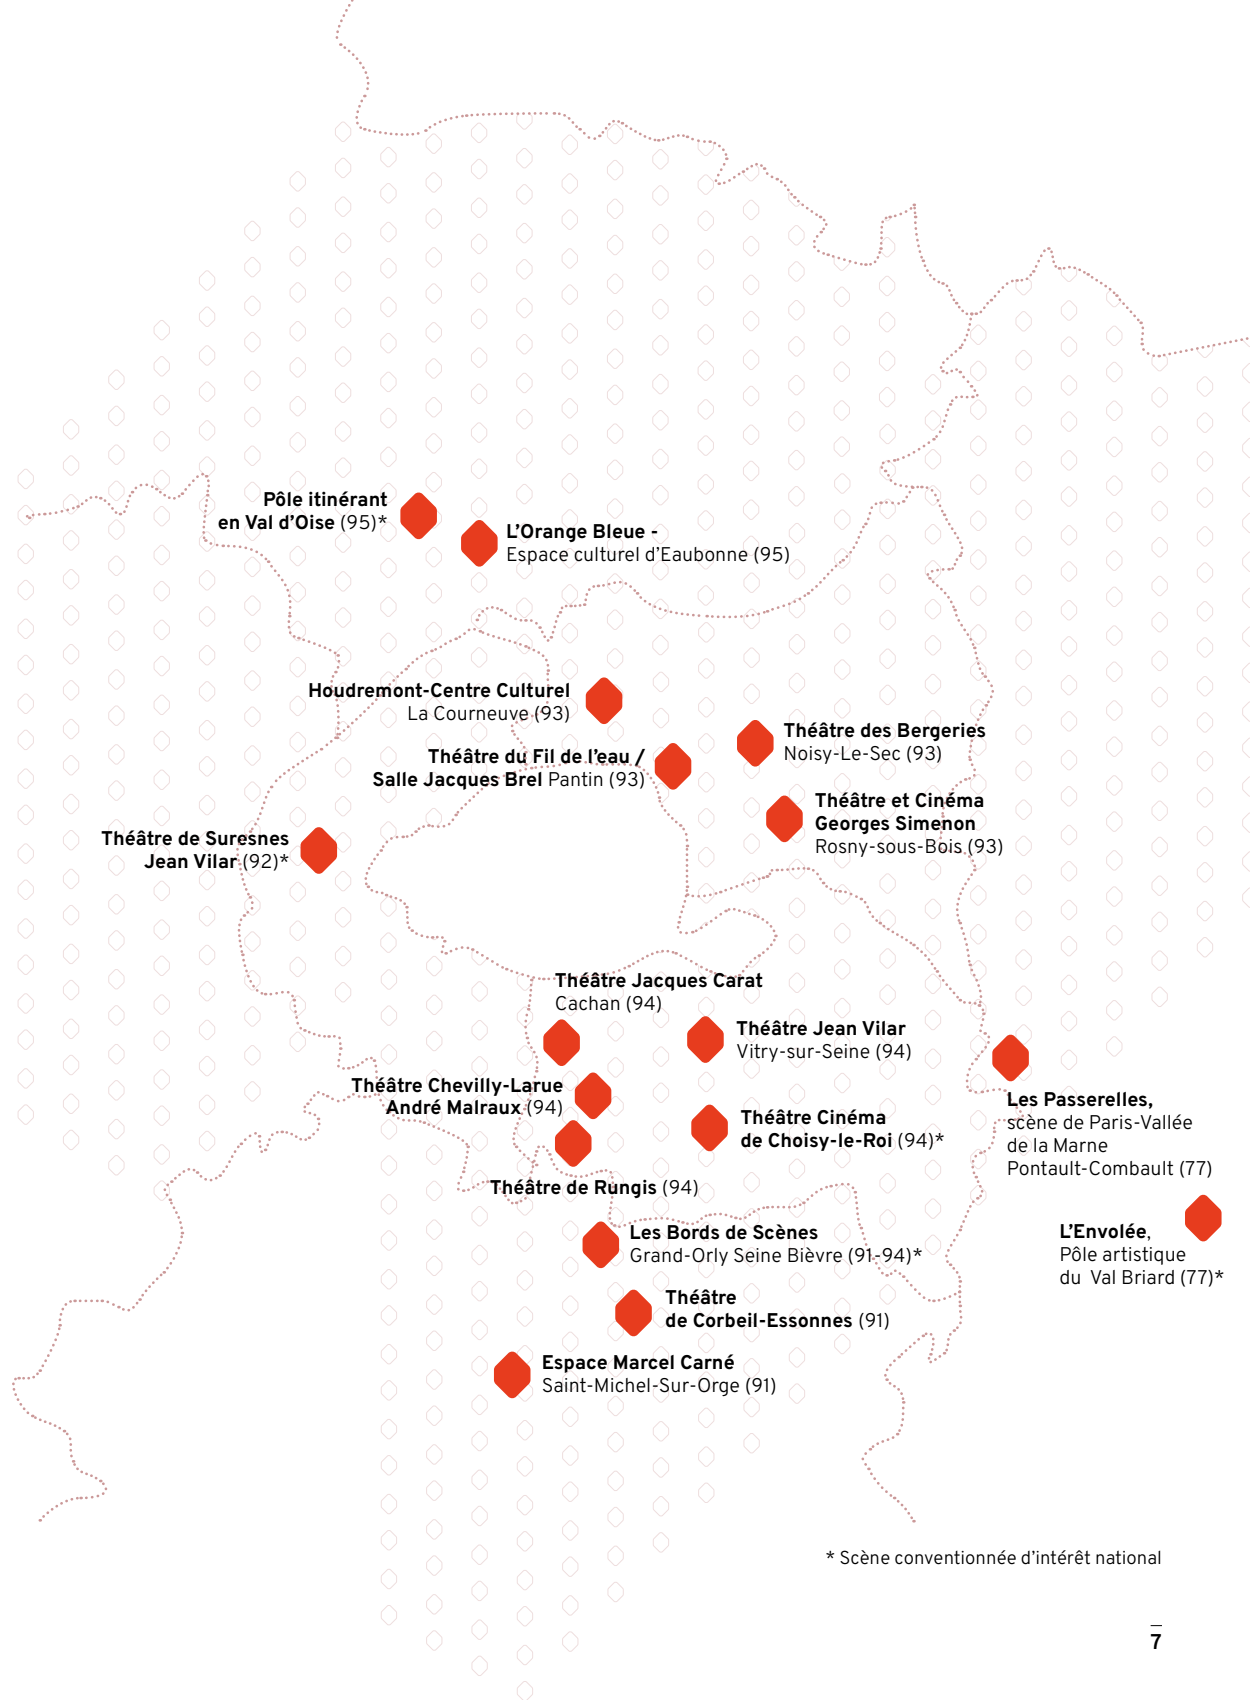 Pôle itinérant
en Val d’Oise (95)*
L’Orange Bleue -
Espace culturel d’Eaubonne (95)
Houdremont-Centre Culturel
La Courneuve (93)
Théâtre des Bergeries
Noisy-Le-Sec (93)
Théâtre du Fil de l’eau /
Salle Jacques Brel Pantin (93)
Théâtre et Cinéma
Georges Simenon
Rosny-sous-Bois (93)
Théâtre de Suresnes
Jean Vilar (92)*
Théâtre Jacques Carat
Cachan (94)
Théâtre Jean Vilar
Vitry-sur-Seine (94)
Théâtre Chevilly-Larue
André Malraux (94)
Les Passerelles,
scène de Paris-Vallée
de la Marne
Pontault-Combault (77)
Théâtre Cinéma
de Choisy-le-Roi (94)*
Théâtre de Rungis (94)
Les Bords de Scènes
Grand-Orly Seine Bièvre (91-94)*
L’Envolée,
Pôle artistique
du Val Briard (77)*
Théâtre
de Corbeil-Essonnes (91)
Espace Marcel Carné
Saint-Michel-Sur-Orge (91)
* Scène conventionnée d’intérêt national
7